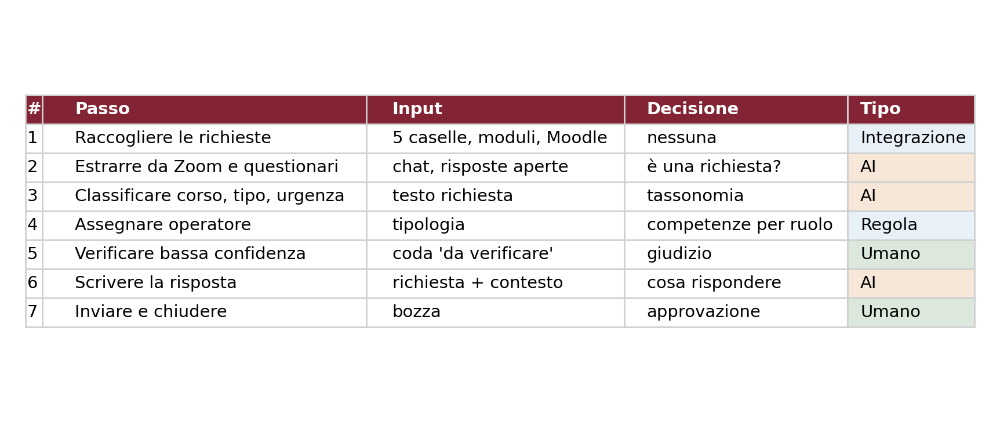 # Passo Input Decisione Tipo
1 Raccogliere le richieste 5 caselle, moduli, Moodle nessuna Integrazione
2 Estrarre da Zoom e questionari chat, risposte aperte è una richiesta? AI
3 Classificare corso, tipo, urgenza testo richiesta tassonomia AI
4 Assegnare operatore tipologia competenze per ruolo Regola
5 Verificare bassa confidenza coda 'da verificare' giudizio Umano
6 Scrivere la risposta richiesta + contesto cosa rispondere AI
7 Inviare e chiudere bozza approvazione Umano